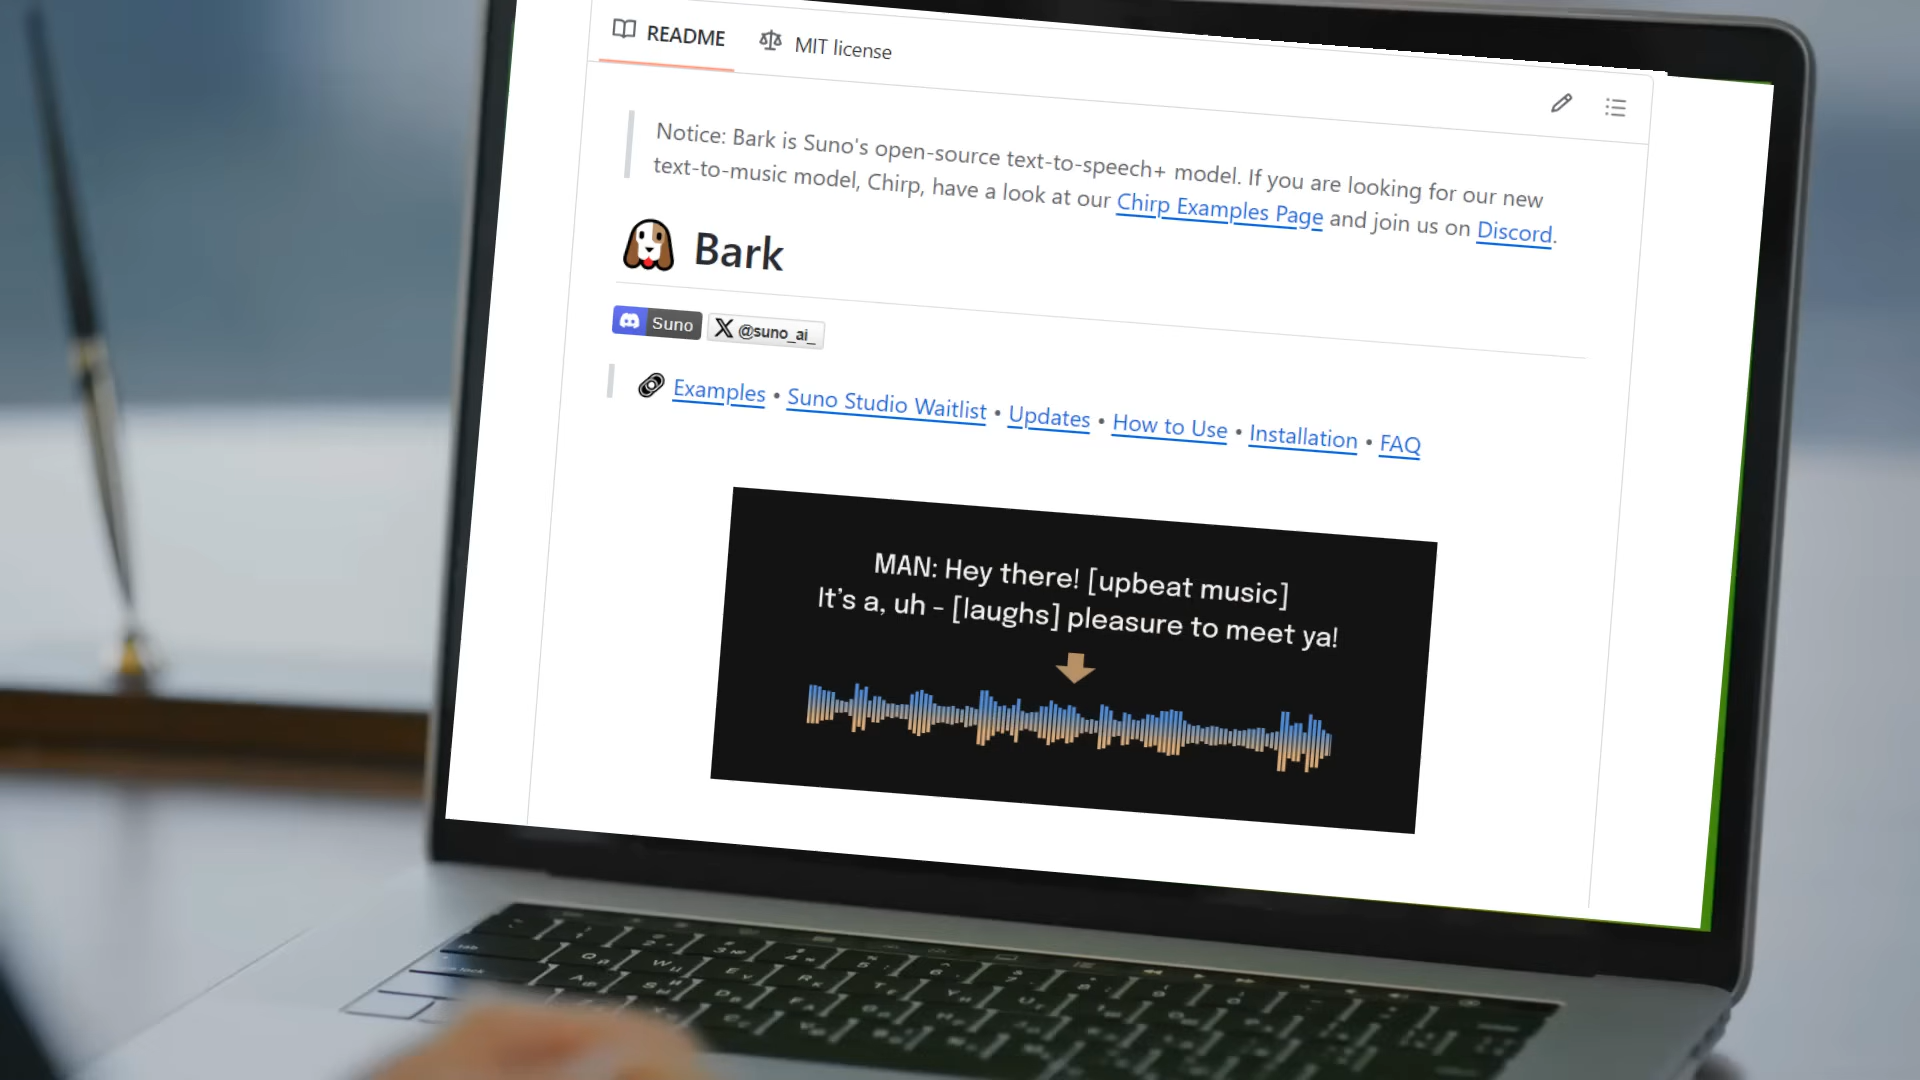 README MIT license
Notice: Bark is Suno's open-source text-to-speech+ model. If you are looking for our new
text-to-music model, Chirp, have a look at our Chirp Examples Page and join us on Discord.
Bark
Suno @suno_ai_
Examples • Suno Studio Waitlist • Updates • How to Use • Installation • FAQ
MAN: Hey there! [upbeat music]
It's a, uh - [laughs] pleasure to meet ya!